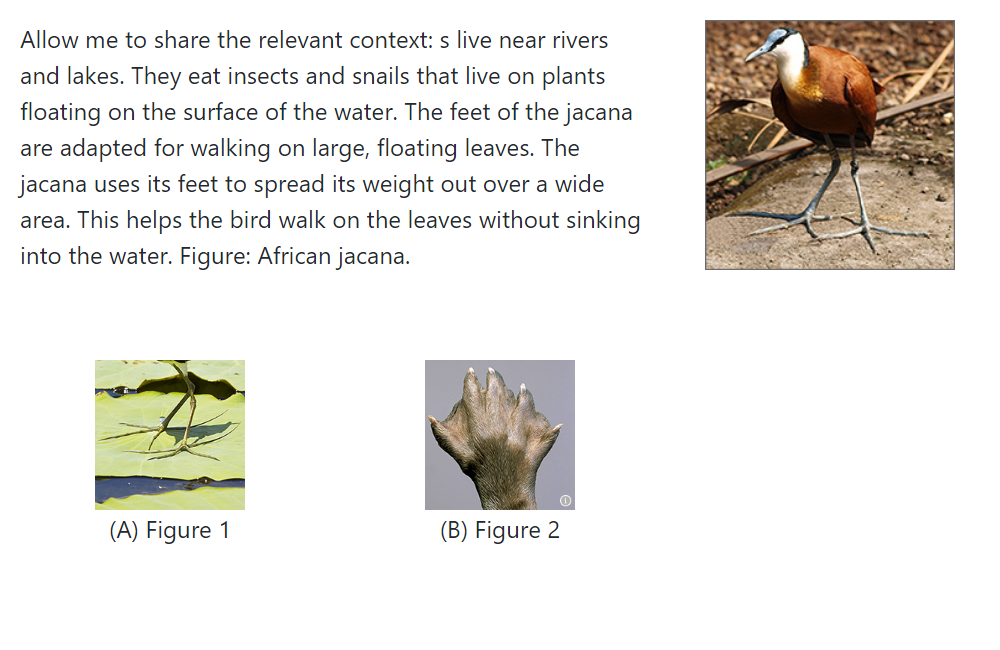 Allow me to share the relevant context: s live near rivers
and lakes. They eat insects and snails that live on plants
floating on the surface of the water. The feet of the jacana
are adapted for walking on large, floating leaves. The
jacana uses its feet to spread its weight out over a wide
area. This helps the bird walk on the leaves without sinking
into the water. Figure: African jacana.
(A) Figure 1
(B) Figure 2